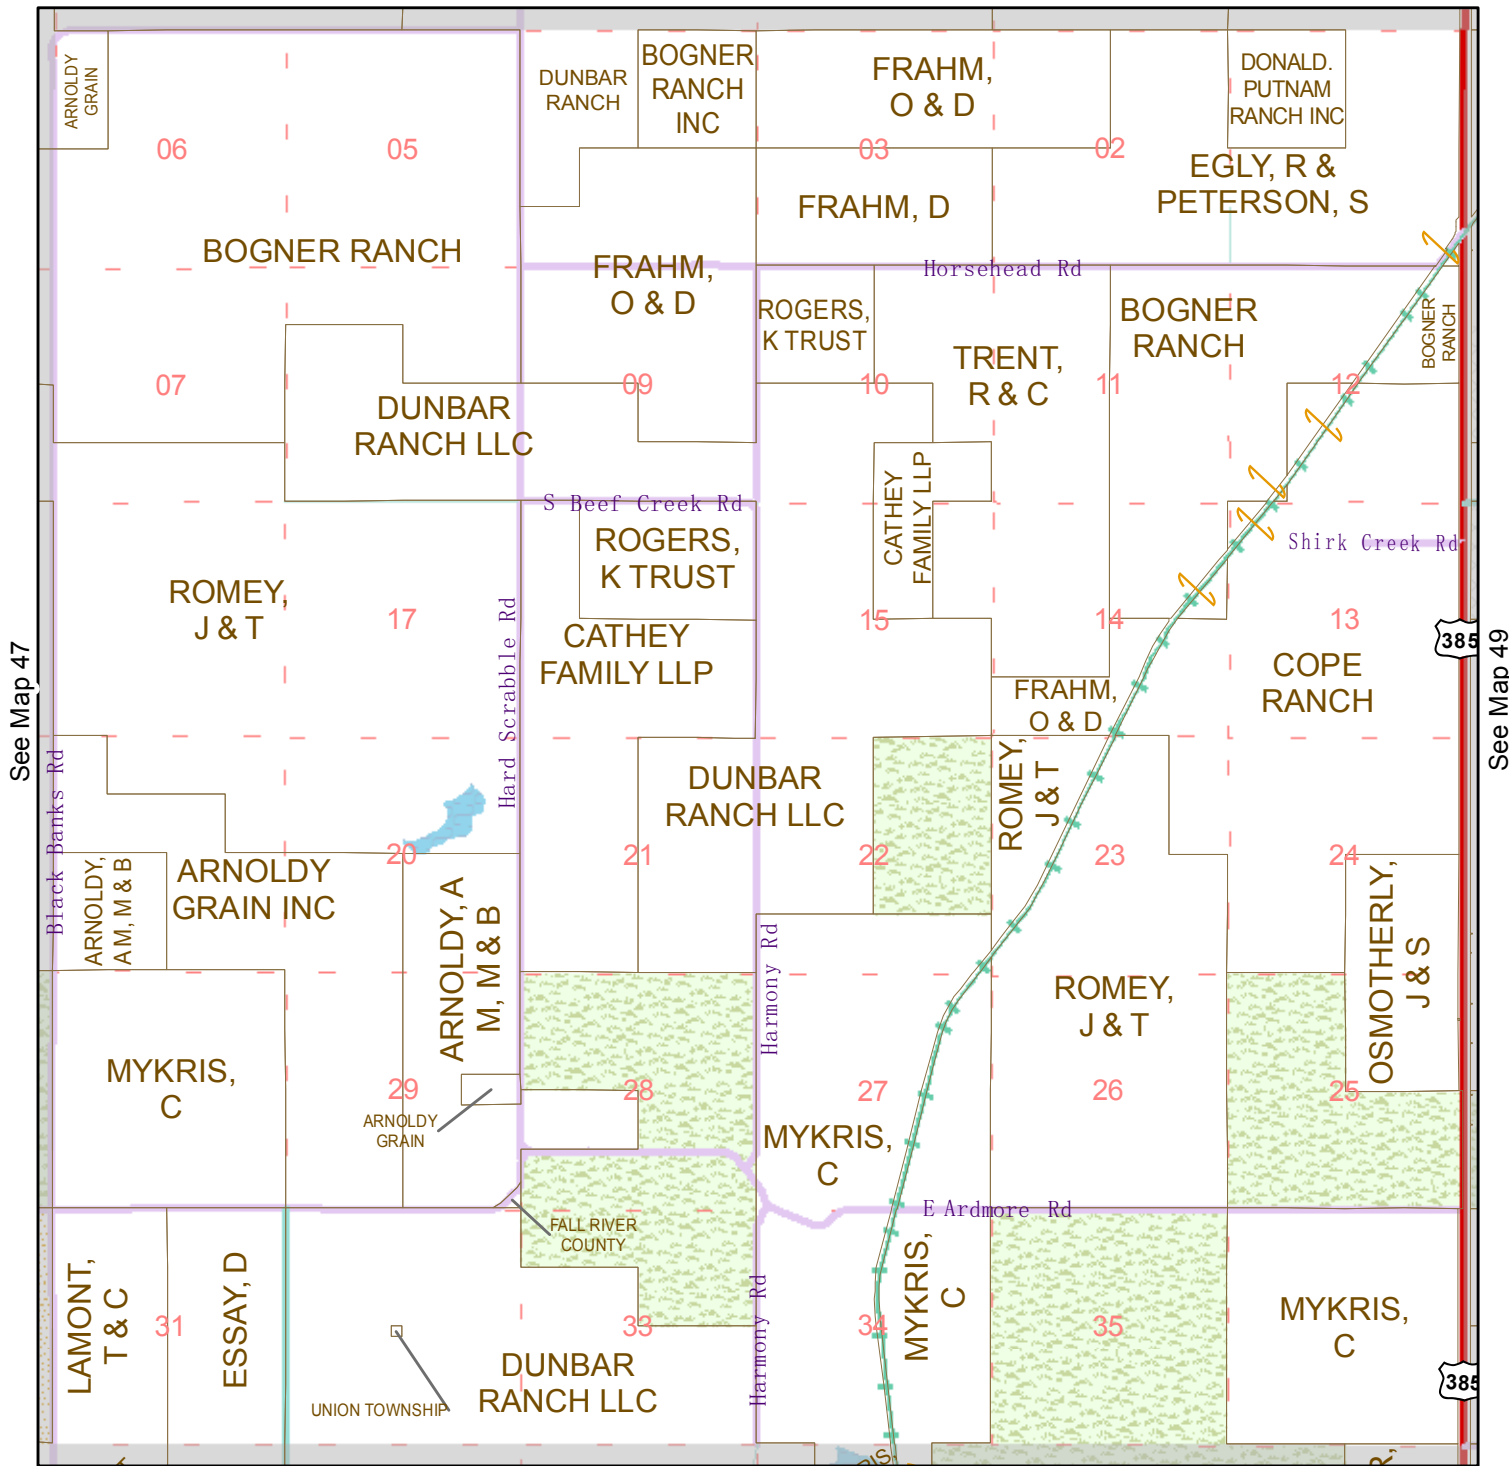 ARNOLDY
GRAIN
DUNBAR
RANCH
BOGNER
RANCH
INC
FRAHM,
O & D
DONALD.
PUTNAM
RANCH INC
06
05
03
02
EGLY, R &
PETERSON, S
FRAHM, D
BOGNER RANCH
FRAHM,
O & D
Horsehead Rd
ROGERS,
K TRUST
BOGNER
RANCH
BOGNER
RANCH
TRENT,
R & C
07
09
10
11
12
DUNBAR
RANCH LLC
CATHEY
FAMILY LLP
S Beef Creek Rd
ROGERS,
K TRUST
Shirk Creek Rd
ROMEY,
J & T
17
15
14
13
Hard Scrabble Rd
CATHEY
FAMILY LLP
385
See Map 47
See Map 49
COPE
RANCH
FRAHM,
O & D
Black Banks Rd
DUNBAR
RANCH LLC
ROMEY,
J & T
20
21
22
23
24
ARNOLDY,
AM, M & B
ARNOLDY
GRAIN INC
ARNOLDY, A
M, M & B
OSMOTHERLY,
J & S
Harmony Rd
ROMEY,
J & T
MYKRIS,
C
29
28
27
26
25
ARNOLDY
GRAIN
MYKRIS,
C
E Ardmore Rd
FALL RIVER
COUNTY
LAMONT,
T & C
31
ESSAY, D
33
Harmony Rd
34
MYKRIS,
C
35
MYKRIS,
C
DUNBAR
RANCH LLC
385
UNION TOWNSHIP